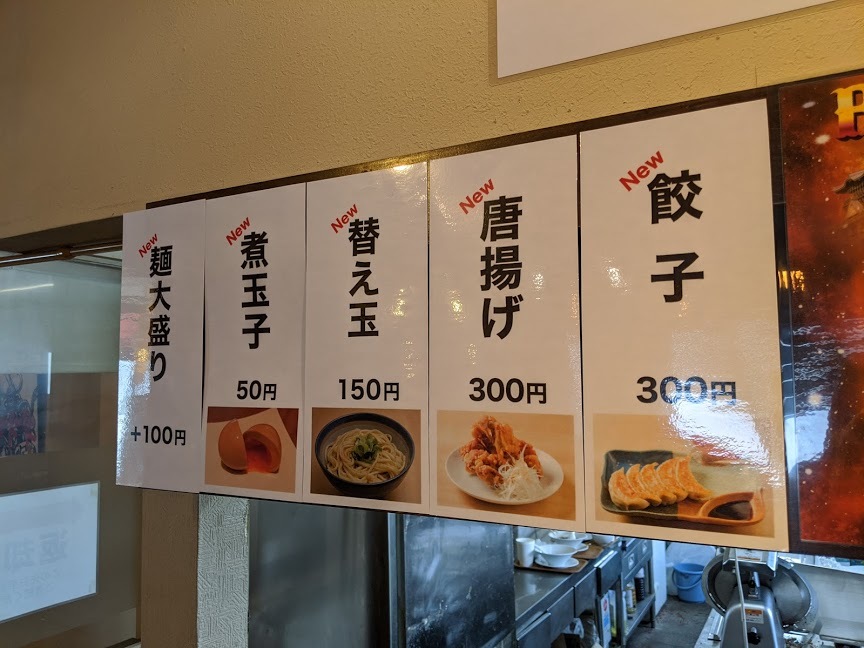 New
餃子
300円
New
唐揚げ
300円
New
替え玉
150円
New
煮玉子
50円
New
麺大盛り
+100円